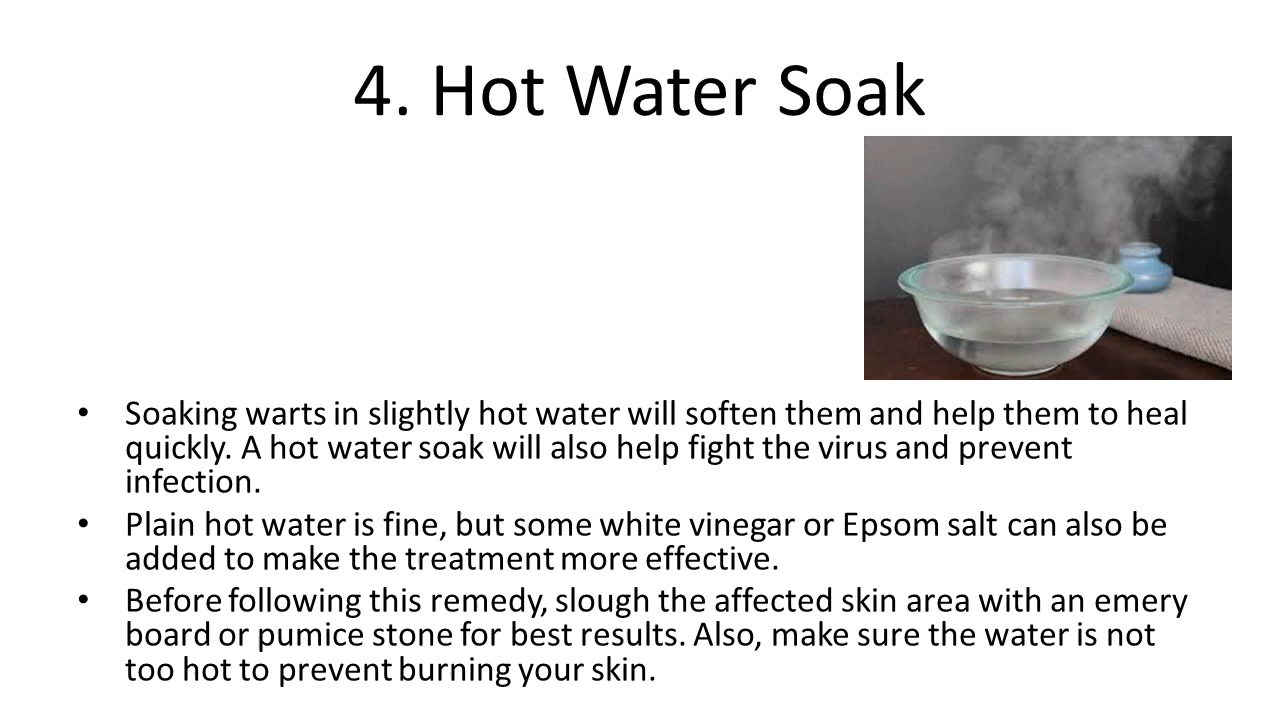 4. Hot Water Soak
• Soaking warts in slightly hot water will soften them and help them to heal
quickly. A hot water soak will also help fight the virus and prevent
infection.
• Plain hot water is fine, but some white vinegar or Epsom salt can also be
added to make the treatment more effective.
• Before following this remedy, slough the affected skin area with an emery
board or pumice stone for best results. Also, make sure the water is not
too hot to prevent burning your skin.